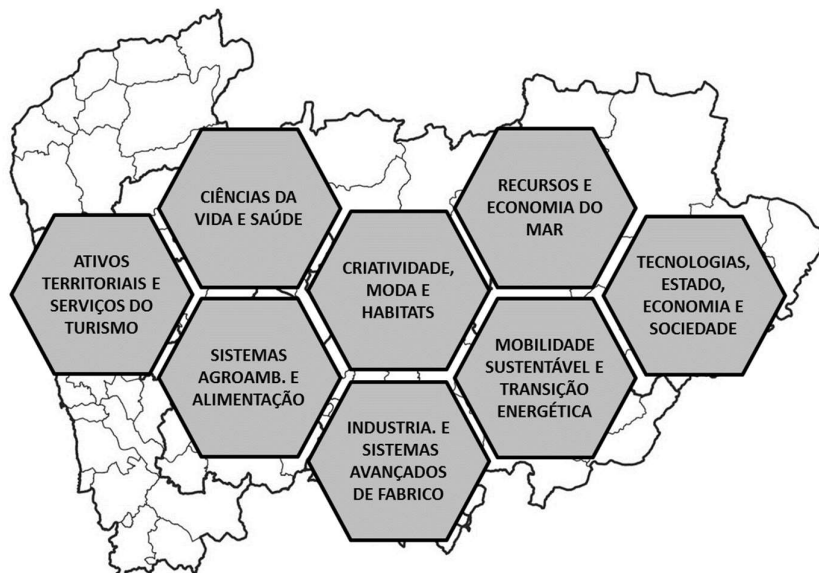 CIÊNCIAS DA
VIDA E SAÚDE
RECURSOS E
ECONOMIA DO
MAR
ATIVOS
TERRITORIAIS E
SERVIÇOS DO
TURISMO
CRIATIVIDADE,
MODA E
HABITATS
TECNOLOGIAS,
ESTADO,
ECONOMIA E
SOCIEDADE
SISTEMAS
AGROAMB. E
ALIMENTAÇÃO
MOBILIDADE
SUSTENTÁVEL E
TRANSIÇÃO
ENERGÉTICA
INDUSTRIA. E
SISTEMAS
AVANÇADOS
DE FABRICO